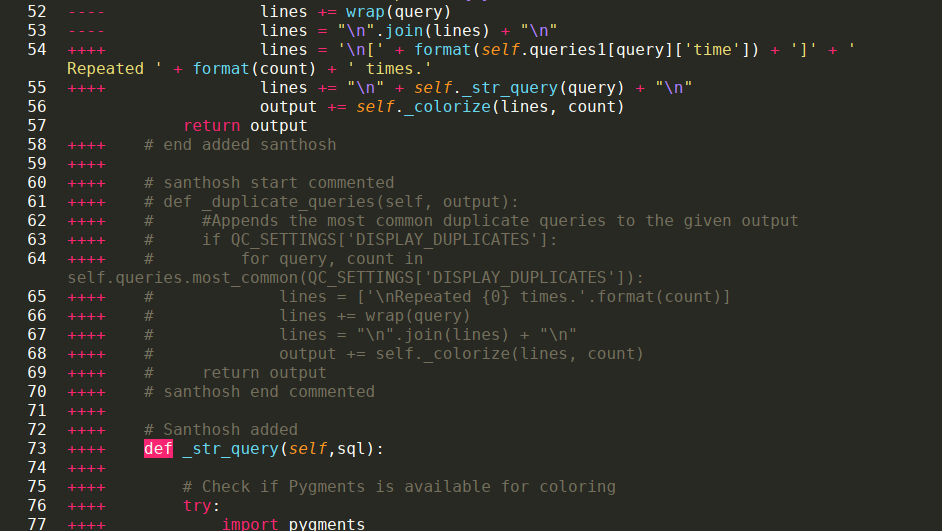 52 ---- lines += wrap(query)
53 ---- lines = "\n".join(lines) + "\n"
54 ++++ lines = '\n[' + format(self.queries1[query]['time']) + ']' + '
Repeated ' + format(count) + ' times.'
55 ++++ lines += "\n" + self._str_query(query) + "\n"
56 output += self._colorize(lines, count)
57 return output
58 ++++ # end added santhosh
59 ++++
60 ++++ # santhosh start commented
61 ++++ # def _duplicate_queries(self, output):
62 ++++ # #Appends the most common duplicate queries to the given output
63 ++++ # if QC_SETTINGS['DISPLAY_DUPLICATES']:
64 ++++ # for query, count in
self.queries.most_common(QC_SETTINGS['DISPLAY_DUPLICATES']):
65 ++++ # lines = ['\nRepeated {0} times.'.format(count)]
66 ++++ # lines += wrap(query)
67 ++++ # lines = "\n".join(lines) + "\n"
68 ++++ # output += self._colorize(lines, count)
69 ++++ # return output
70 ++++ # santhosh end commented
71 ++++
72 ++++ # Santhosh added
73 ++++ def _str_query(self,sql):
74 ++++
75 ++++ # Check if Pygments is available for coloring
76 ++++ try:
77 ++++ import pygments